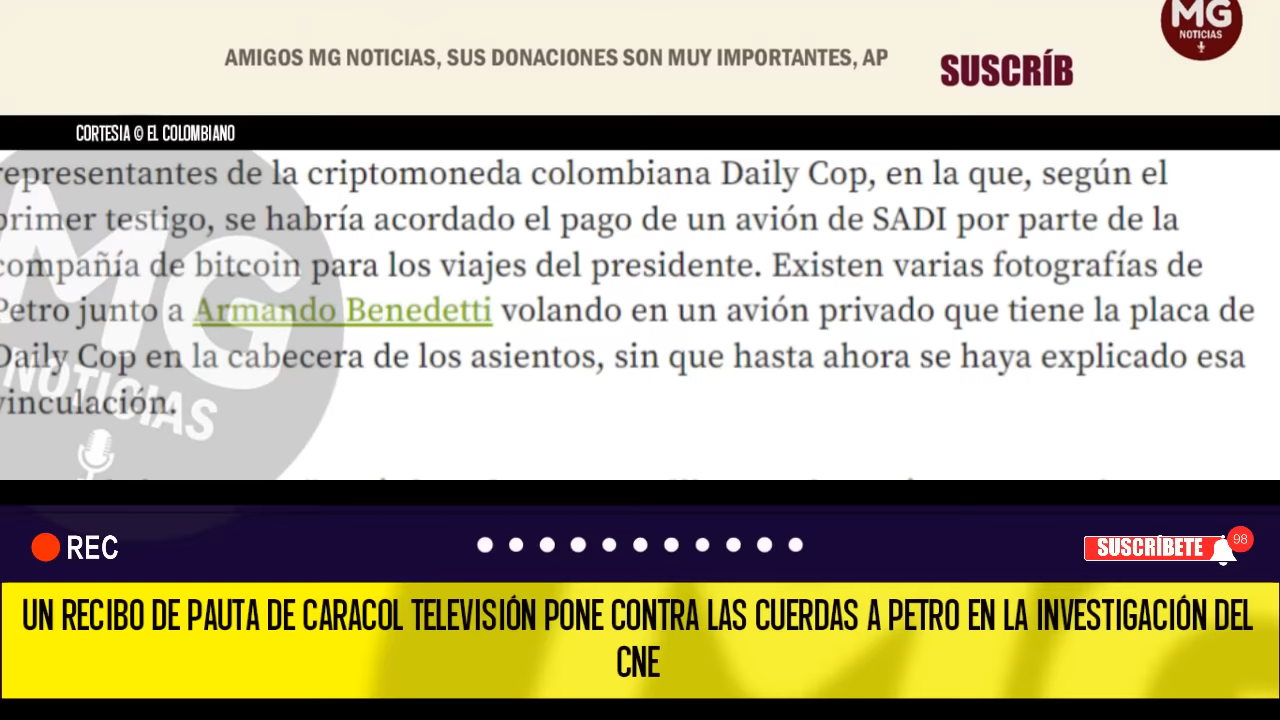 MG
NOTICIAS
AMIGOS MG NOTICIAS, SUS DONACIONES SON MUY IMPORTANTES, AP
SUSCRÍB
CORTESIA © EL COLOMBIANO
representantes de la criptomoneda colombiana Daily Cop, en la que, según el
primer testigo, se habría acordado el pago de un avión de SADI por parte de la
compañía de bitcoin para los viajes del presidente. Existen varias fotografías de
Petro junto a Armando Benedetti volando en un avión privado que tiene la placa de
Daily Cop en la cabecera de los asientos, sin que hasta ahora se haya explicado esa
vinculación.
MG
NOTICIAS
REC
SUSCRÍBETE
98
UN RECIBO DE PAUTA DE CARACOL TELEVISIÓN PONE CONTRA LAS CUERDAS A PETRO EN LA INVESTIGACIÓN DEL
CNE